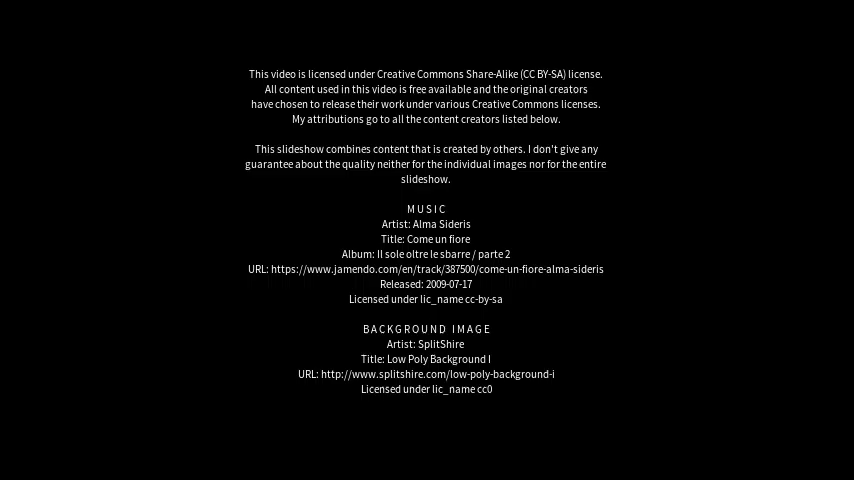 This video is licensed under Creative Commons Share-Alike (CC BY-SA) license.
All content used in this video is free available and the original creators
have chosen to release their work under various Creative Commons licenses.
My attributions go to all the content creators listed below.
This slideshow combines content that is created by others. I don't give any
guarantee about the quality neither for the individual images nor for the entire
slideshow.
MUSIC
Artist: Alma Sideris
Title: Come un fiore
Album: Il sole oltre le sbarre / parte 2
URL: https://www.jamendo.com/en/track/387500/come-un-fiore-alma-sideris
Released: 2009-07-17
Licensed under lic_name cc-by-sa
BACKGROUND IMAGE
Artist: SplitShire
Title: Low Poly Background I
URL: http://www.splitshire.com/low-poly-background-i
Licensed under lic_name cc0